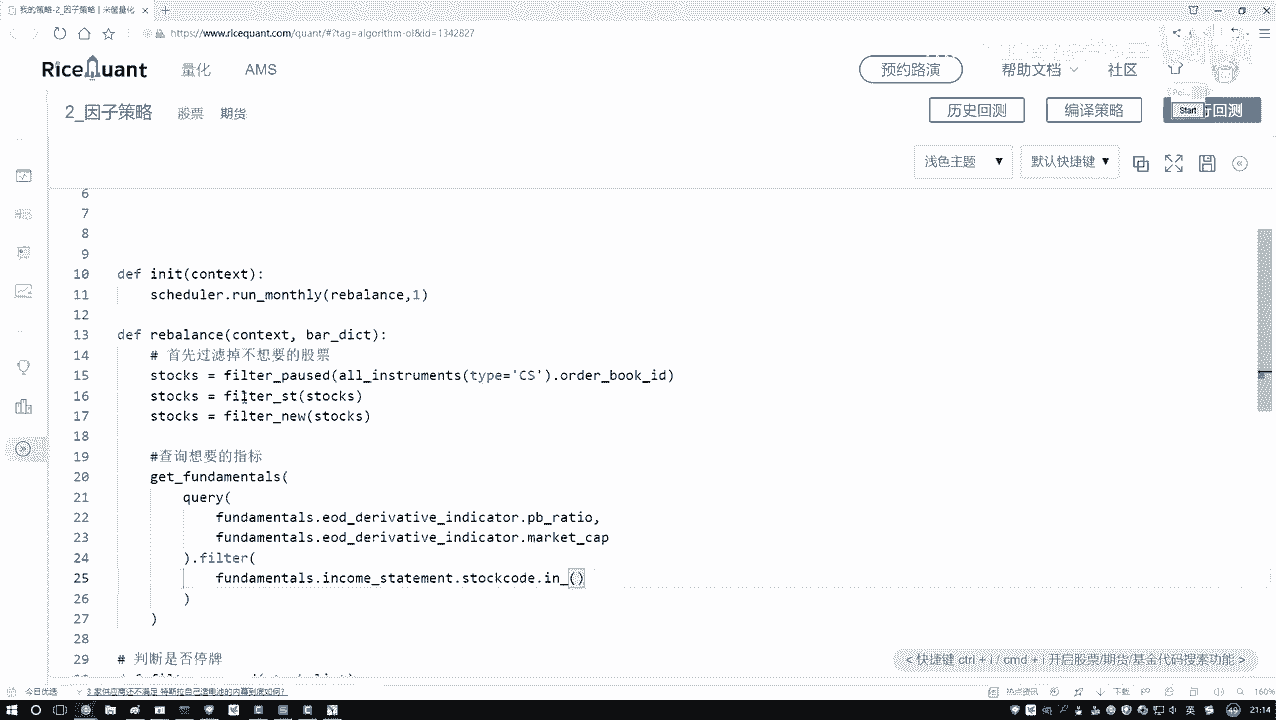 我的策略-2_因子策略 | 米筐量化
https://www.ricequant.com/quant/#?tag=algorithm-ol&id=1342827
RiceQuant 量化 AMS 预约路演 帮助文档 社区
2_因子策略 股票 期货 历史回测 编译策略 Start 行回测
浅色主题 默认快捷键
6
7
8
9
10 def init(context):
11 scheduler.run_monthly(rebalance,1)
12
13 def rebalance(context, bar_dict):
14 # 首先过滤掉不想要的股票
15 stocks = filter_paused(all_instruments(type='CS').order_book_id)
16 stocks = filter_st(stocks)
17 stocks = filter_new(stocks)
18
19 #查询想要的指标
20 get_fundamentals(
21 query(
22 fundamentals.eod_derivative_indicator.pb_ratio,
23 fundamentals.eod_derivative_indicator.market_cap
24 ).filter(
25 fundamentals.income_statement.stockcode.in_()
26 )
27 )
28
29 # 判断是否停牌
<快捷键 ctrl + i / cmd + i 开启股票/期货/基金代码搜索功能 >
今日优选 3家供应商还不满足 特斯拉自己造电池的内幕到底如何? 热点资讯 下载 160%
英 21:14